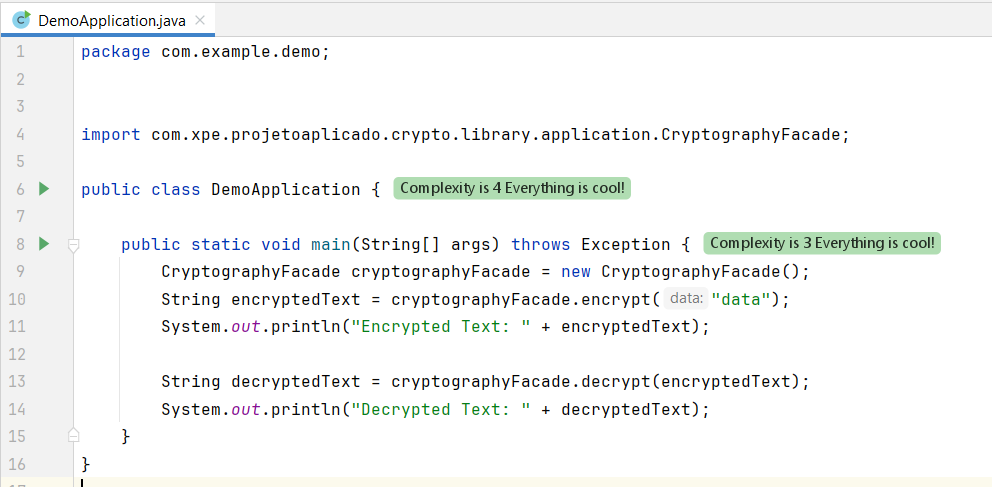 DemoApplication.java
1 package com.example.demo;
2
3
4 import com.xpe.projetoaplicado.crypto.library.application.CryptographyFacade;
5
6 public class DemoApplication { Complexity is 4 Everything is cool!
7
8 public static void main(String[] args) throws Exception { Complexity is 3 Everything is cool!
9 CryptographyFacade cryptographyFacade = new CryptographyFacade();
10 String encryptedText = cryptographyFacade.encrypt( data: "data");
11 System.out.println("Encrypted Text: " + encryptedText);
12
13 String decryptedText = cryptographyFacade.decrypt(encryptedText);
14 System.out.println("Decrypted Text: " + decryptedText);
15 }
16 }